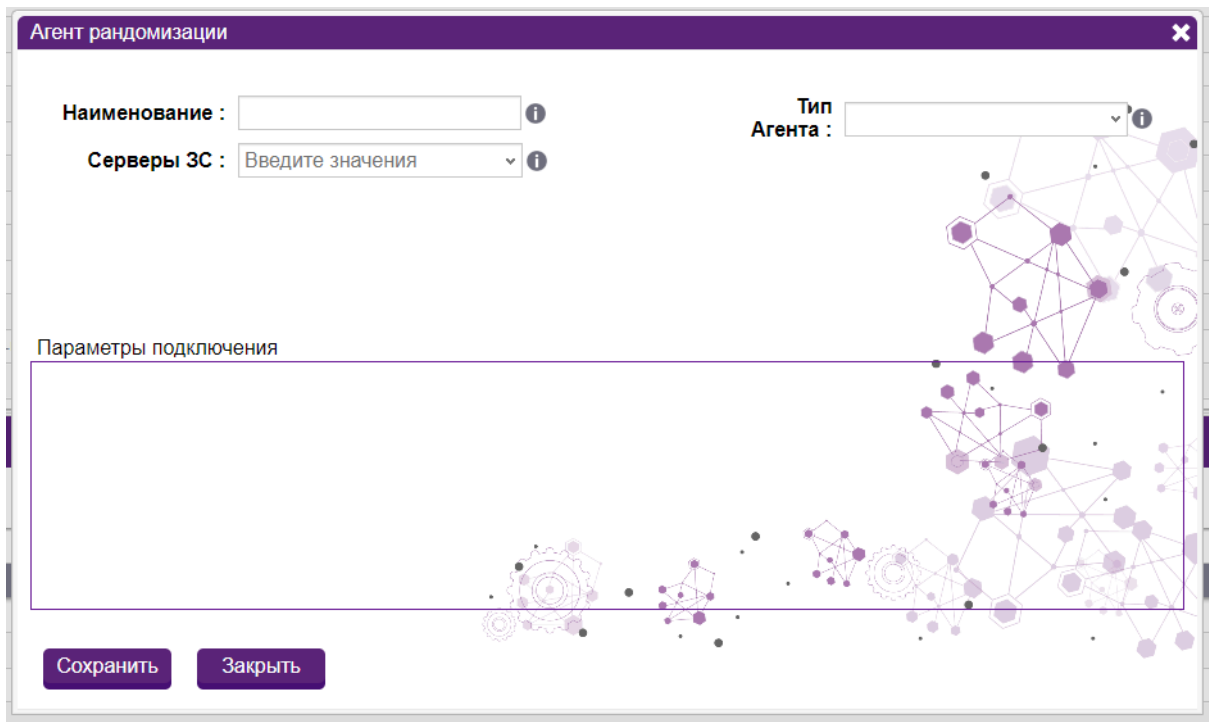 Агент рандомизации
Наименование :
Тип
Агента :
Серверы ЗС :
Введите значения
Параметры подключения
Сохранить
Закрыть